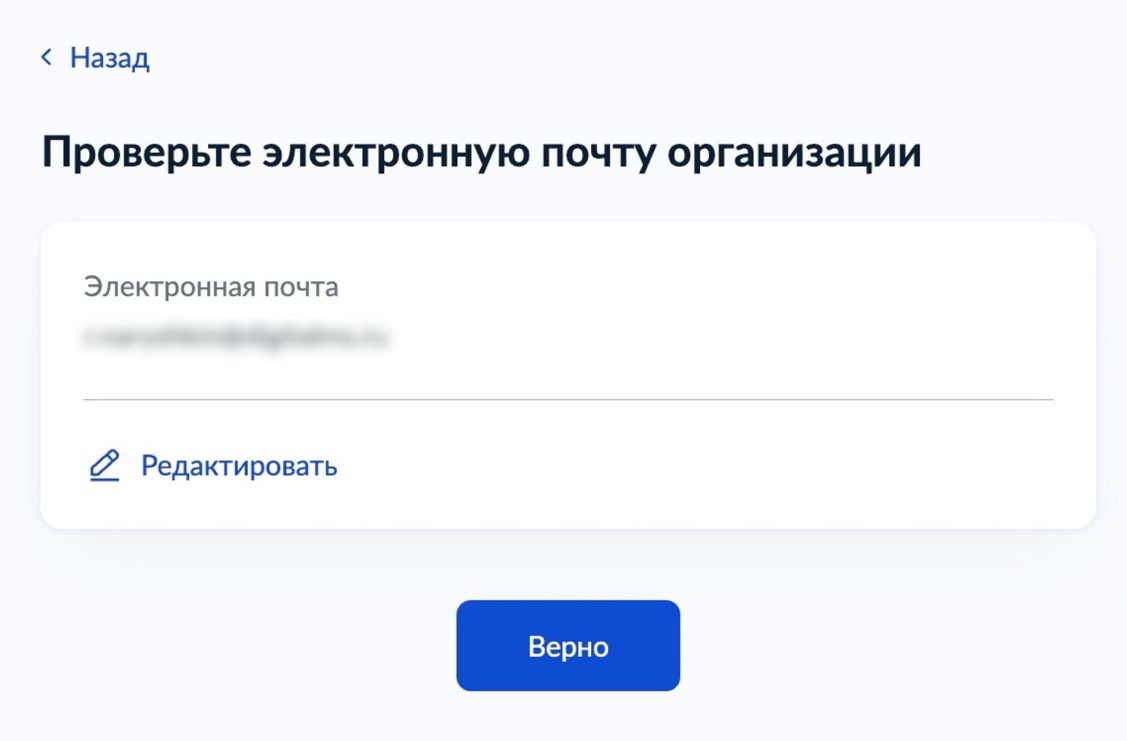 Назад
Проверьте электронную почту организации
Электронная почта
Редактировать
Верно